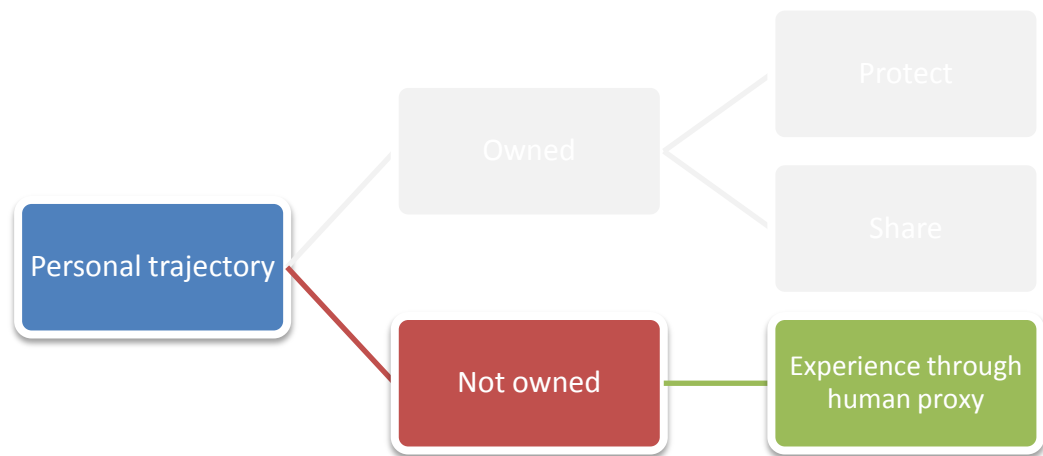 Protect
Owned
Share
Personal trajectory
Not owned
Experience through
human proxy